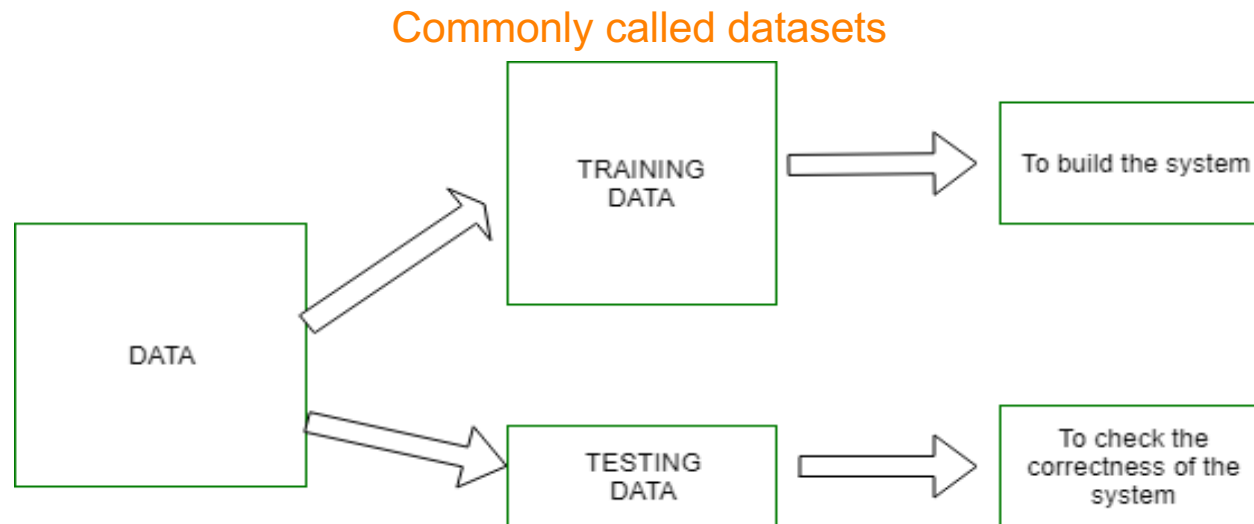 Commonly called datasets
TRAINING
DATA
To build the system
DATA
TESTING
DATA
To check the
correctness of the
system